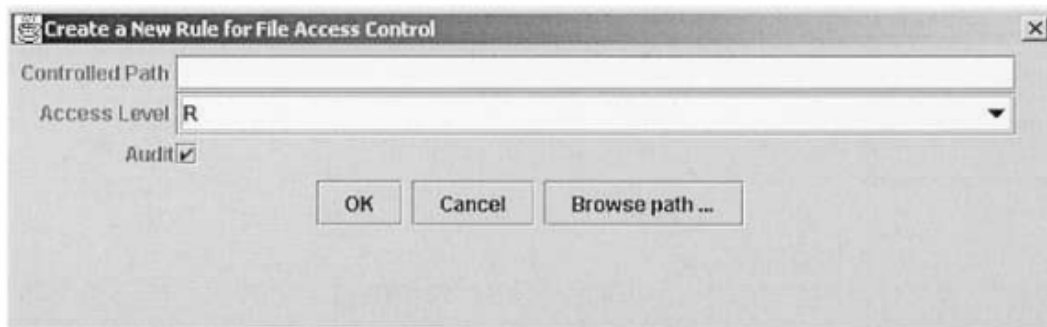 Create a New Rule for File Access Control
Controlled Path
Access Level R
Audit
OK Cancel Browse path ...